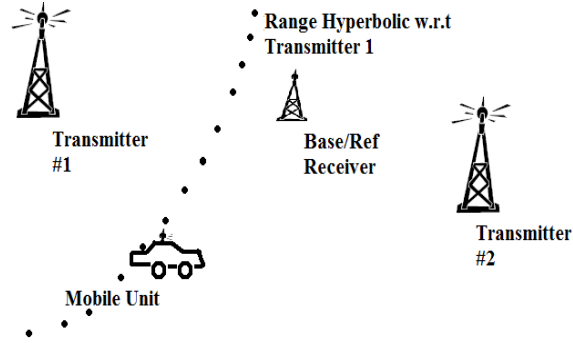 Range Hyperbolic w.r.t
Transmitter 1
Transmitter
#1
Base/Ref
Receiver
Transmitter
#2
Mobile Unit